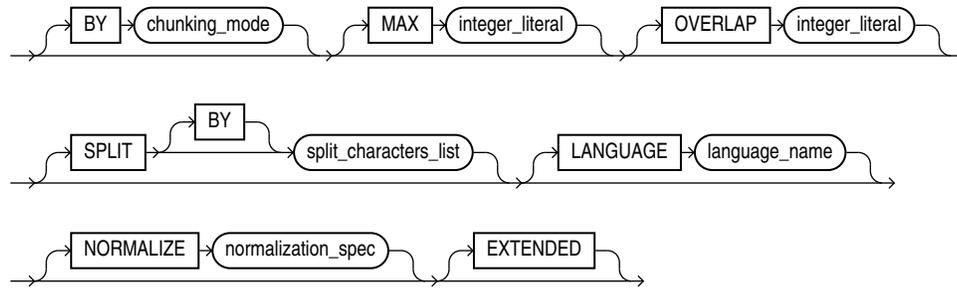 BY chunking_mode MAX integer_literal OVERLAP integer_literal
BY
SPLIT split_characters_list LANGUAGE language_name
NORMALIZE normalization_spec EXTENDED